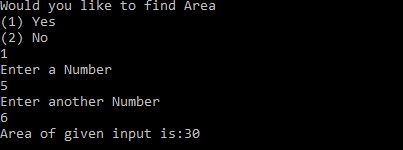 Would you like to find Area
(1) Yes
(2) No
1
Enter a Number
5
Enter another Number
6
Area of given input is:30